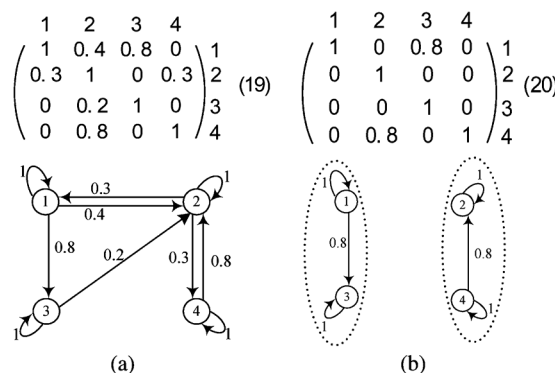 1 2 3 4
1 0.4 0.8 0 1
0.3 1 0 0.3 2
0 0.2 1 0 3
0 0.8 0 1 4
(19)
1 2 3 4
1 0 0.8 0 1
0 1 0 0 2
0 0 1 0 3
0 0.8 0 1 4
(20)
1 1 0.3 2 1
0.4
0.8 0.2 0.3 0.8
1 3 4 1
(a)
1 1 2 1
0.8 0.8
1 3 4 1
(b)